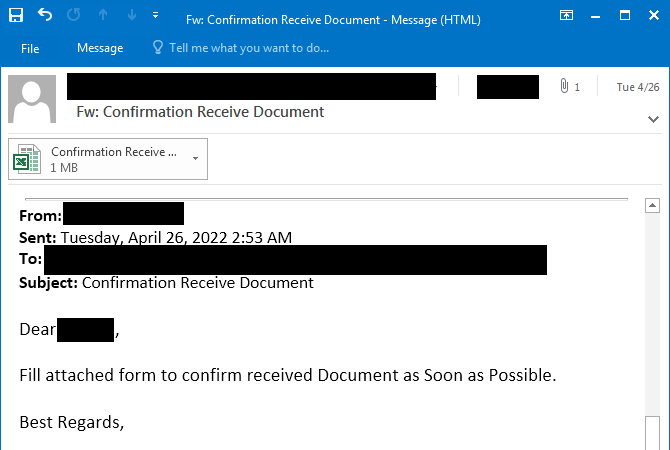 Fw: Confirmation Receive Document - Message (HTML)
File Message Tell me what you want to do...
1 Tue 4/26
Fw: Confirmation Receive Document
Confirmation Receive ...
1 MB
From:
Sent: Tuesday, April 26, 2022 2:53 AM
To:
Subject: Confirmation Receive Document
Dear ,
Fill attached form to confirm received Document as Soon as Possible.
Best Regards,